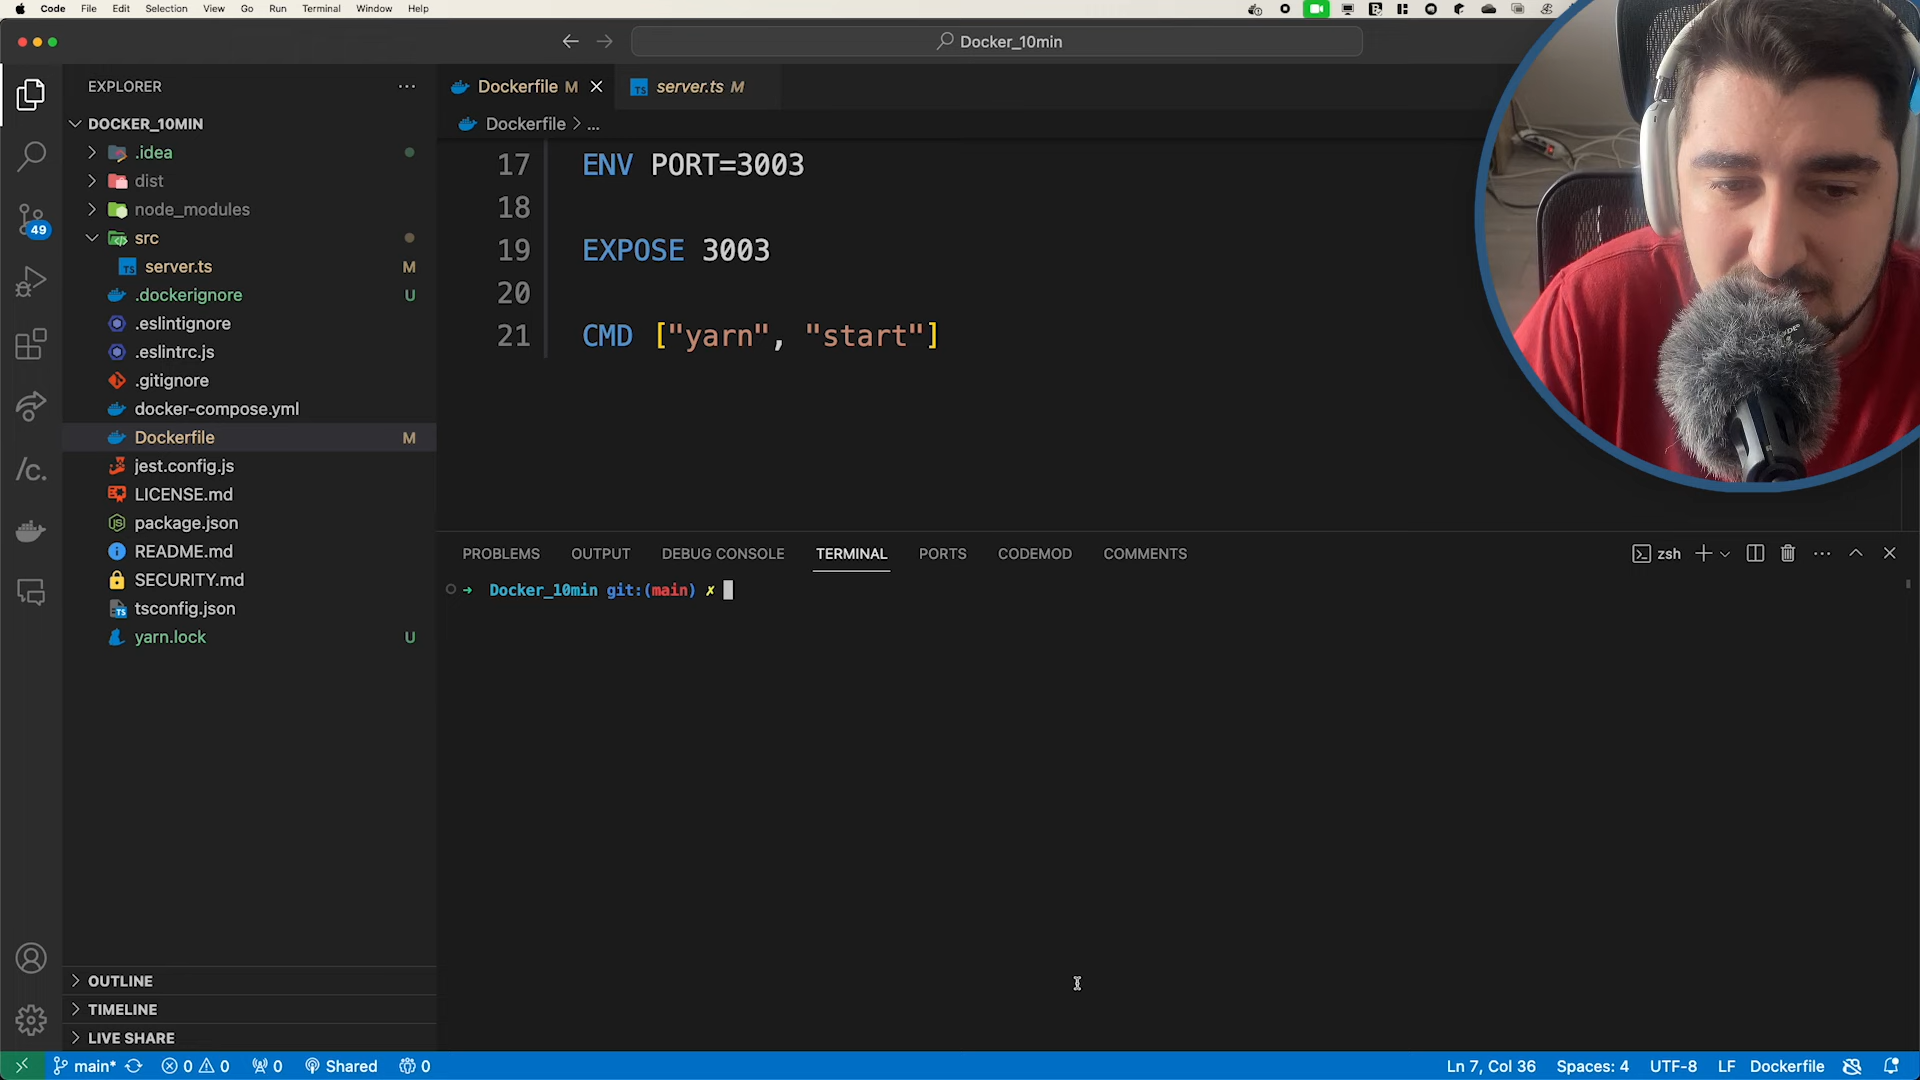 Code File Edit Selection View Go Run Terminal Window Help
Docker_10min
EXPLORER
DOCKER_10MIN
.idea
dist
node_modules
src
server.ts M
.dockerignore U
.eslintignore
.eslintrc.js
.gitignore
docker-compose.yml
Dockerfile M
jest.config.js
LICENSE.md
package.json
README.md
SECURITY.md
tsconfig.json
yarn.lock U
OUTLINE
TIMELINE
LIVE SHARE
49
/c.
Dockerfile M
server.ts M
Dockerfile > ...
17 ENV PORT=3003
18
19 EXPOSE 3003
20
21 CMD ["yarn", "start"]
PROBLEMS OUTPUT DEBUG CONSOLE TERMINAL PORTS CODEMOD COMMENTS
zsh
Docker_10min git:(main) ✗
main* 0 0 0 Shared 0
Ln 7, Col 36 Spaces: 4 UTF-8 LF Dockerfile